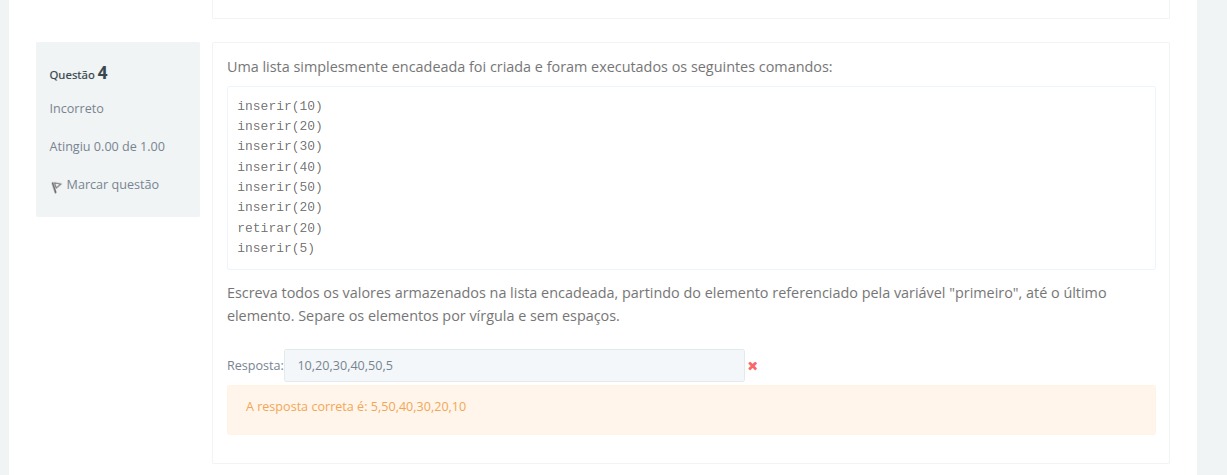 Questão 4
Incorreto
Atingiu 0.00 de 1.00
Marcar questão
Uma lista simplesmente encadeada foi criada e foram executados os seguintes comandos:
inserir(10)
inserir(20)
inserir(30)
inserir(40)
inserir(50)
inserir(20)
retirar(20)
inserir(5)
Escreva todos os valores armazenados na lista encadeada, partindo do elemento referenciado pela variável "primeiro", até o último
elemento. Separe os elementos por vírgula e sem espaços.
Resposta: 10,20,30,40,50,5
A resposta correta é: 5,50,40,30,20,10